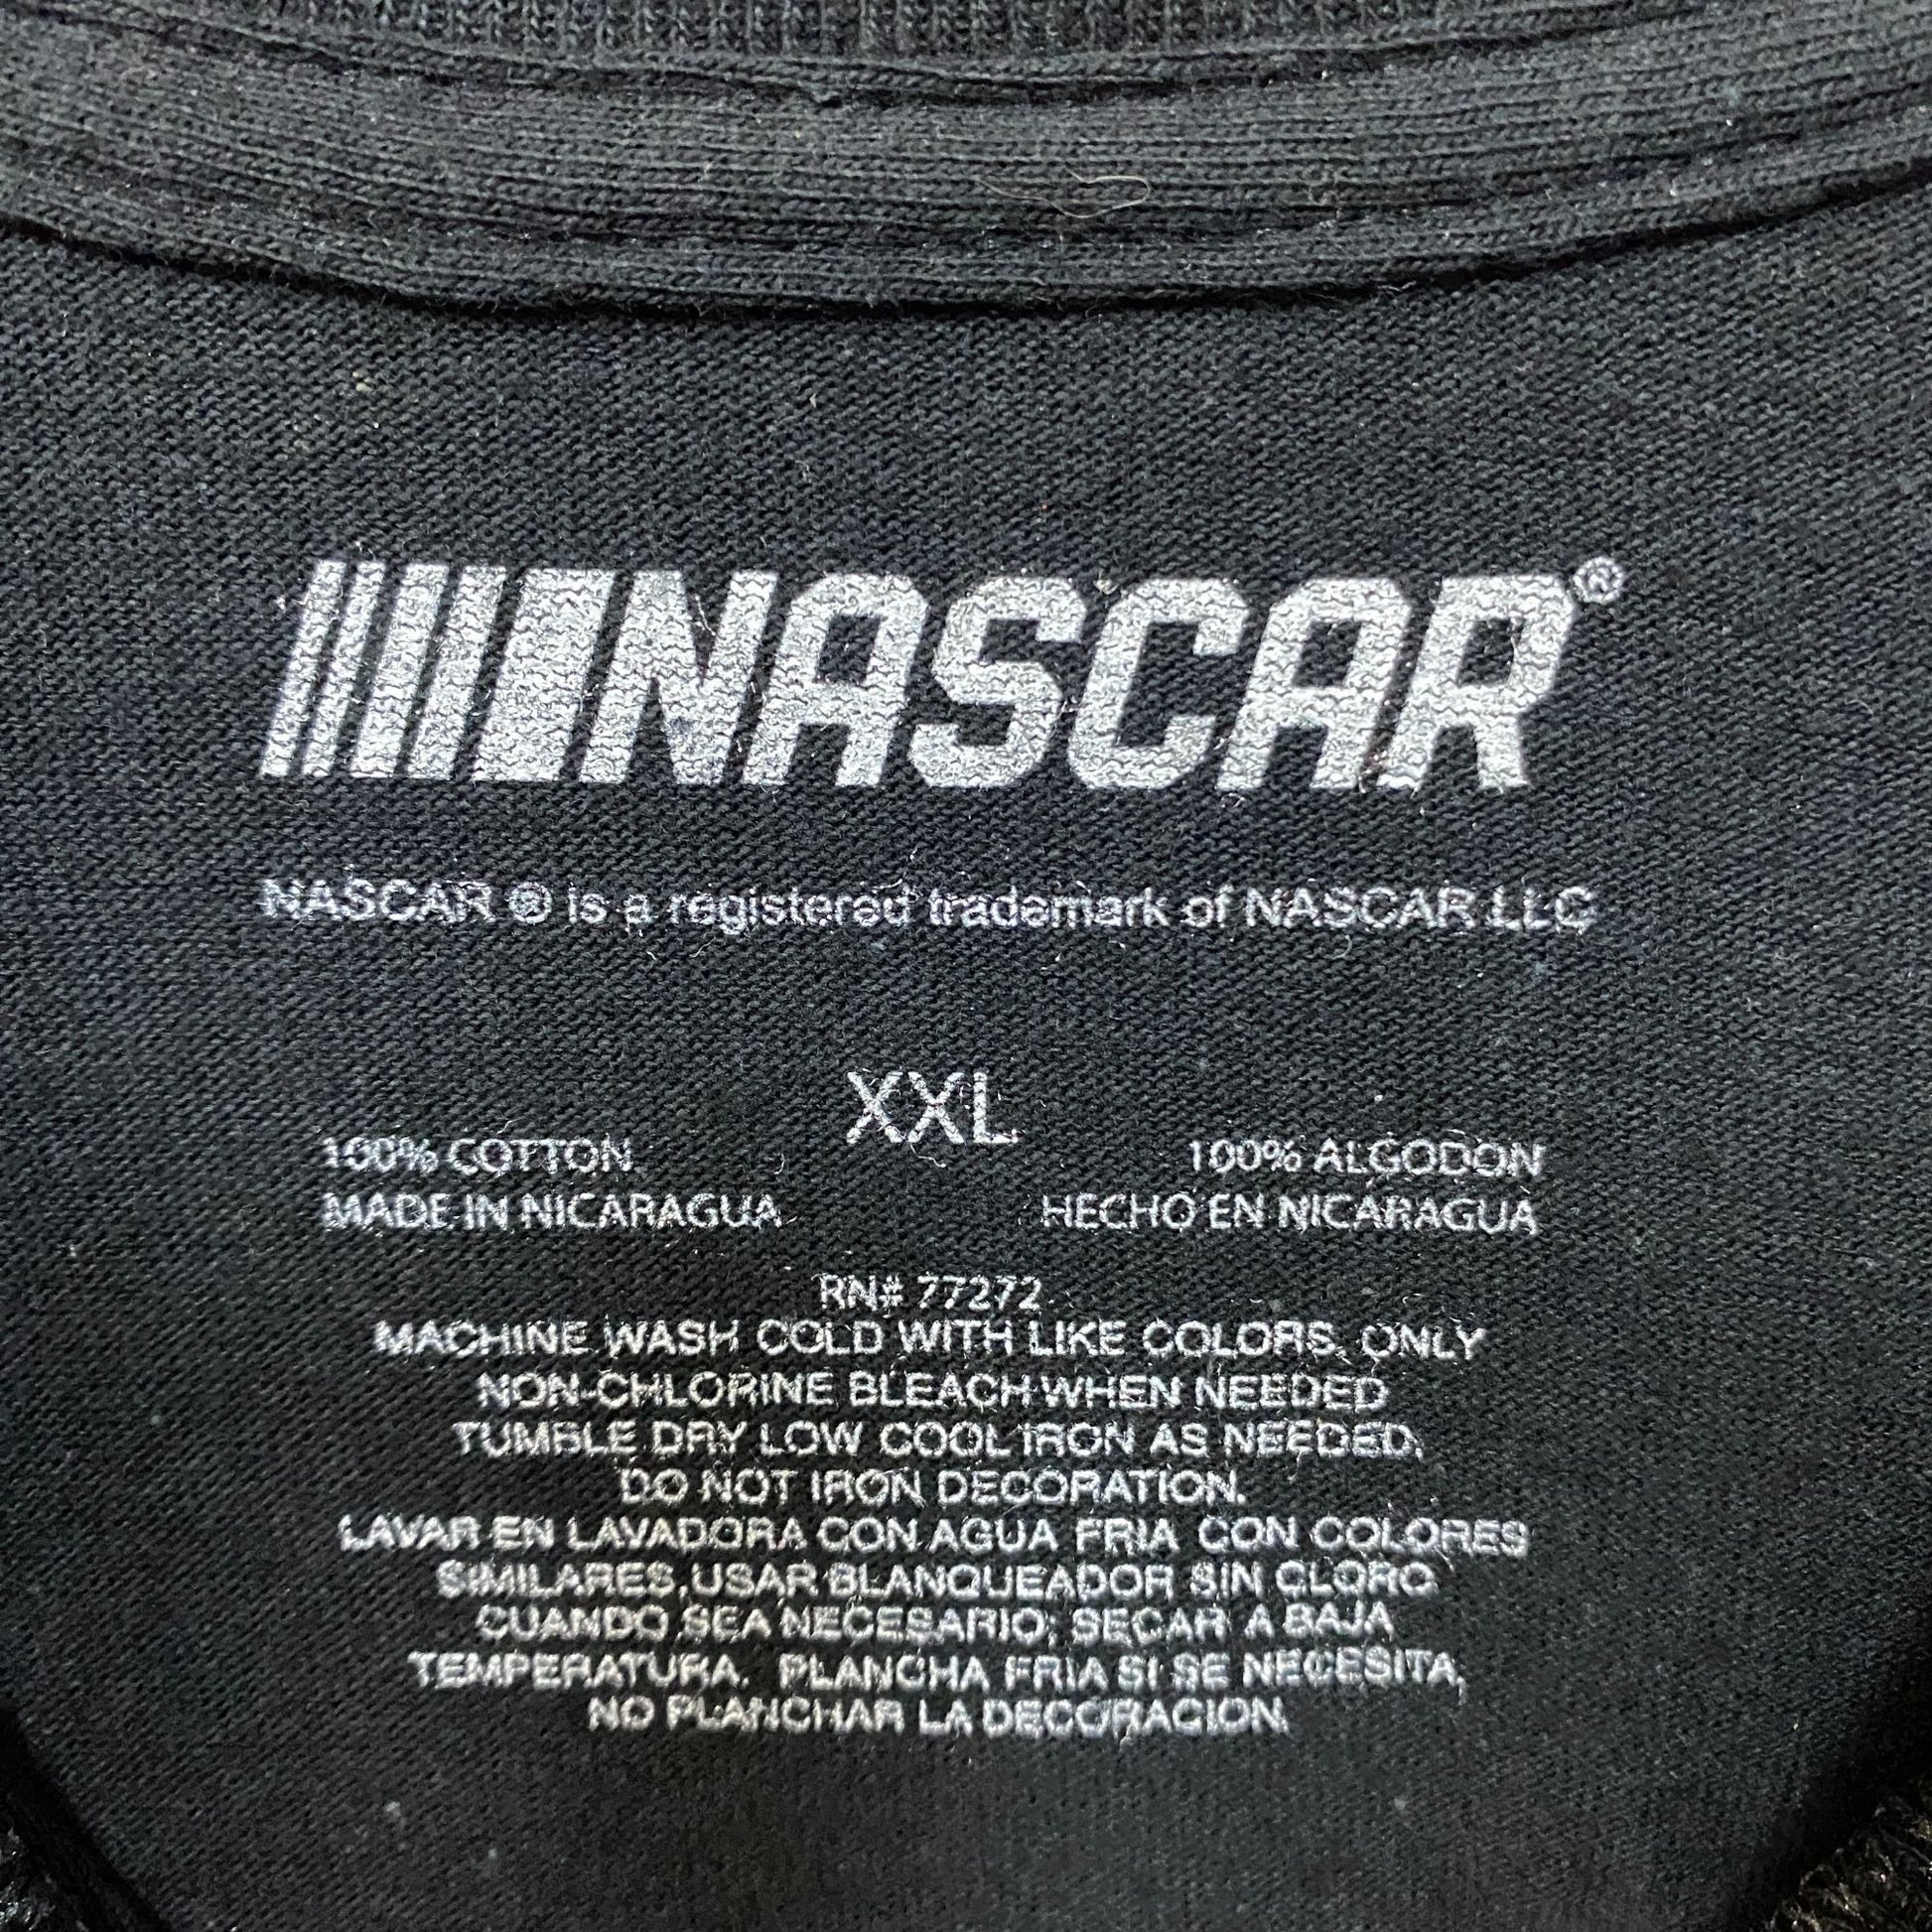 NASCAR®
NASCAR ® is a registered trademark of NASCAR LLC
XXL
100% COTTON 100% ALGODON
MADE IN NICARAGUA HECHO EN NICARAGUA
RN# 77272
MACHINE WASH COLD WITH LIKE COLORS, ONLY
NON-CHLORINE BLEACH WHEN NEEDED
TUMBLE DRY LOW COOL IRON AS NEEDED,
DO NOT IRON DECORATION.
LAVAR EN LAVADORA CON AGUA FRIA CON COLORES
SIMILARES, USAR BLANQUEADOR SIN CLORO
CUANDO SEA NECESARIO; SECAR A BAJA
TEMPERATURA. PLANCHA FRIA SI SE NECESITA,
NO PLANCHAR LA DECORACION.